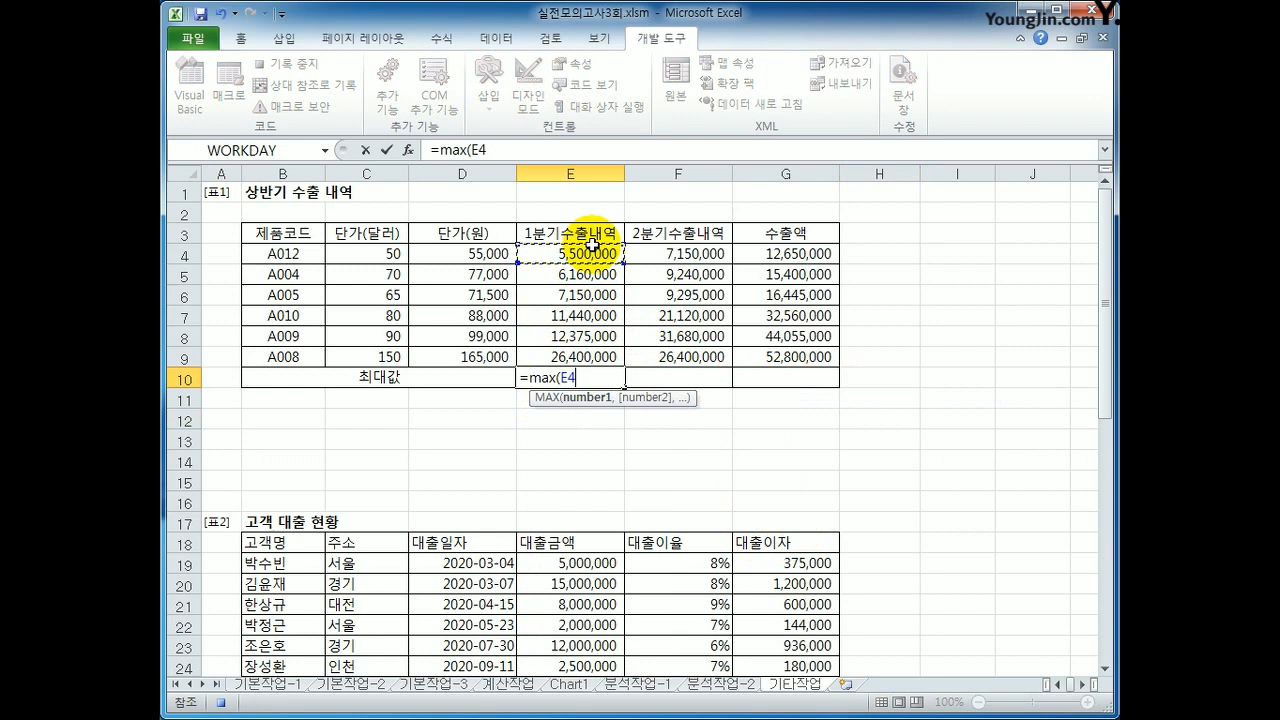 실전모의고사3회.xlsm - Microsoft Excel
YoungJin.com Y.
파일 홈 삽입 페이지 레이아웃 수식 데이터 검토 보기 개발 도구
Visual Basic
매크로
기록 중지
상대 참조로 기록
매크로 보안
코드
추가 기능
COM 추가 기능
추가 기능
삽입
디자인 모드
속성
코드 보기
대화 상자 실행
컨트롤
원본
맵 속성
확장 팩
데이터 새로 고침
가져오기
내보내기
XML
문서 창
수정
WORKDAY fx =max(E4
A B C D E F G H I J
1 [표1] 상반기 수출 내역
2
3 제품코드 단가(달러) 단가(원) 1분기수출내역 2분기수출내역 수출액
4 A012 50 55,000 5,500,000 7,150,000 12,650,000
5 A004 70 77,000 6,160,000 9,240,000 15,400,000
6 A005 65 71,500 7,150,000 9,295,000 16,445,000
7 A010 80 88,000 11,440,000 21,120,000 32,560,000
8 A009 90 99,000 12,375,000 31,680,000 44,055,000
9 A008 150 165,000 26,400,000 26,400,000 52,800,000
10 최대값 =max(E4
11 MAX(number1, [number2], ...)
12
13
14
15
16
17 [표2] 고객 대출 현황
18 고객명 주소 대출일자 대출금액 대출이율 대출이자
19 박수빈 서울 2020-03-04 5,000,000 8% 375,000
20 김윤재 경기 2020-03-07 15,000,000 8% 1,200,000
21 한상규 대전 2020-04-15 8,000,000 9% 600,000
22 박정근 서울 2020-05-23 2,000,000 7% 144,000
23 조은호 경기 2020-07-30 12,000,000 6% 936,000
24 장성환 인천 2020-09-11 2,500,000 7% 180,000
기본작업-1 기본작업-2 기본작업-3 계산작업 Chart1 분석작업-1 분석작업-2 기타작업
참조 100%